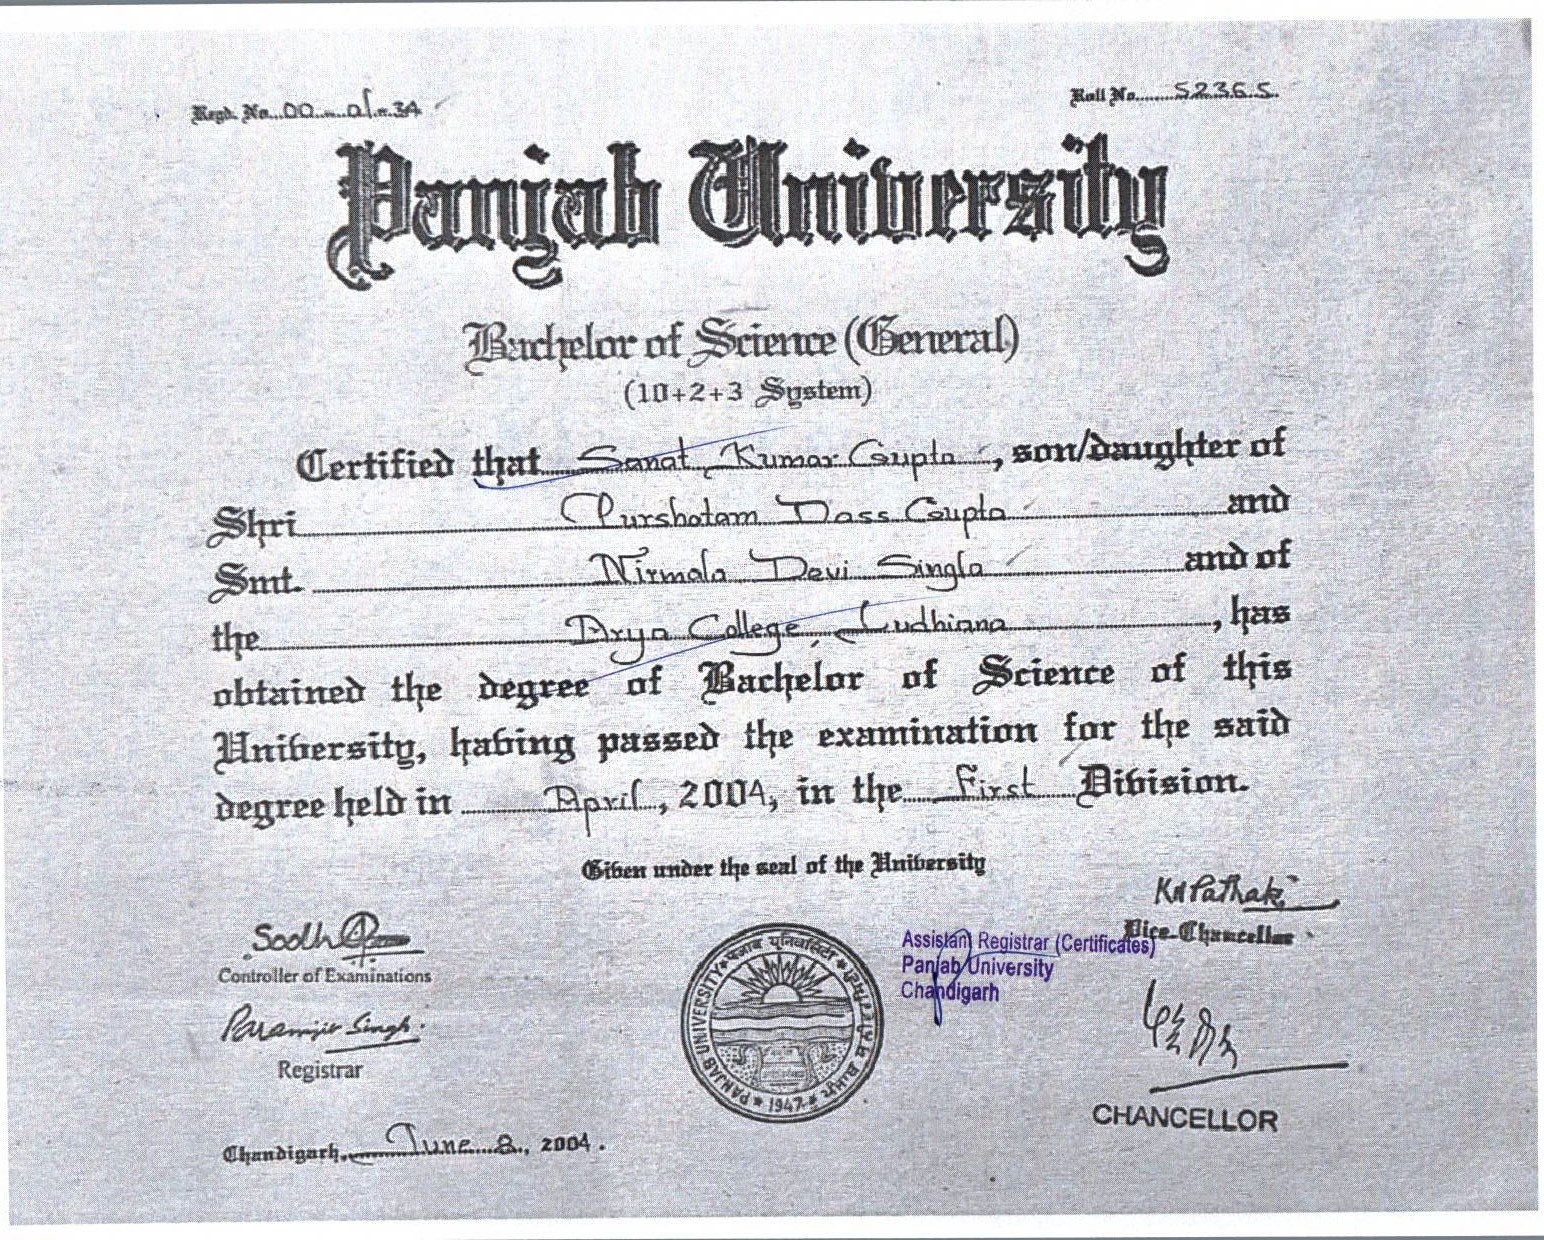 Regd. No. 00-al-34
Roll No. 52365
Panjab University
Bachelor of Science (General)
(10+2+3 System)
Certified that Sanat Kumar Gupta, son/daughter of
Shri Purshotam Dass Gupta and
Smt. Nirmala Devi Singla and of
the Arya College, Ludhiana, has
obtained the degree of Bachelor of Science of this
University, having passed the examination for the said
degree held in April, 2004, in the First Division.
Given under the seal of the University
KNPathak
Vice-Chancellor
Sodhi
Controller of Examinations
Assistant Registrar (Certificates)
Panjab University
Chandigarh
Paramjit Singh.
Registrar
PANJAB UNIVERSITY ★ पंजाब यूनिवर्सिटी ★
★ 1947 ★
CHANCELLOR
Chandigarh, June 8, 2004.